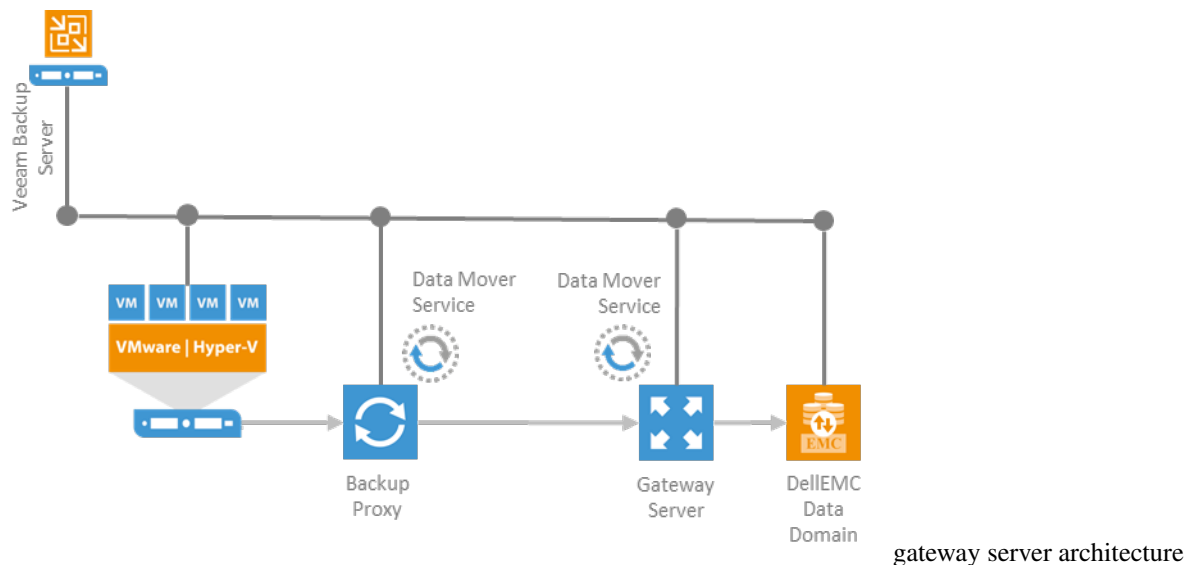 Veeam Backup
Server
VM VM VM VM
VMware | Hyper-V
Data Mover
Service
Data Mover
Service
EMC
Backup
Proxy
Gateway
Server
DellEMC
Data
Domain
gateway server architecture